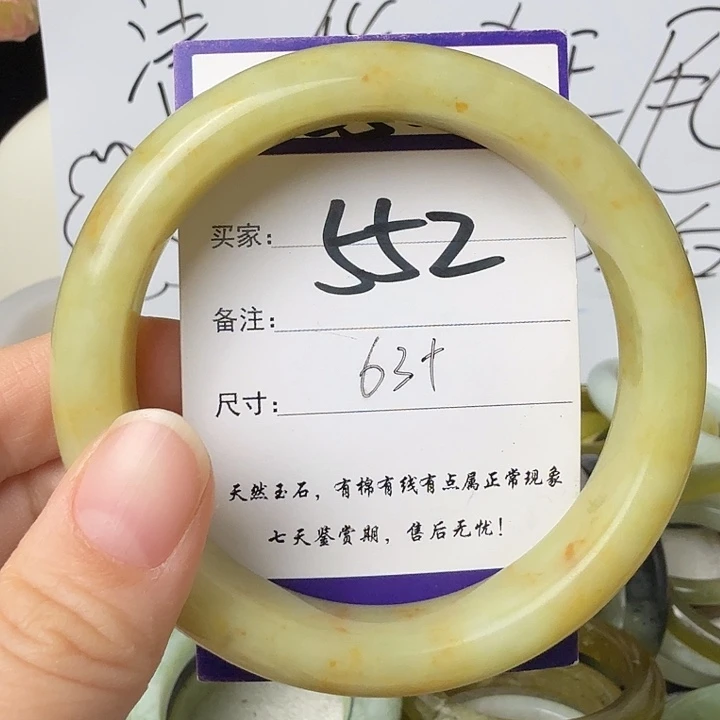 买家: 552
备注:
尺寸: 63+
天然玉石，有棉有线有点属正常现象
七天鉴赏期，售后无忧！